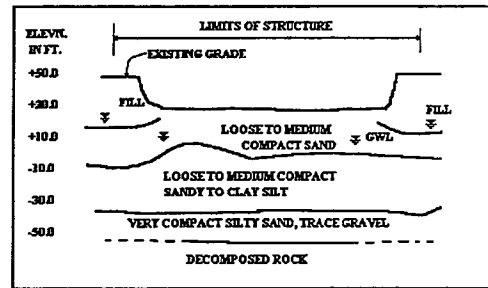 ELEVN.
IN FT.
LIMITS OF STRUCTURE
EXISTING GRADE
+50.0
FILL
+20.0
FILL
+10.0
LOOSE TO MEDIUM
COMPACT SAND
GWL
-10.0
LOOSE TO MEDIUM COMPACT
SANDY TO CLAY SILT
-30.0
VERY COMPACT SILTY SAND, TRACE GRAVEL
-50.0
DECOMPOSED ROCK